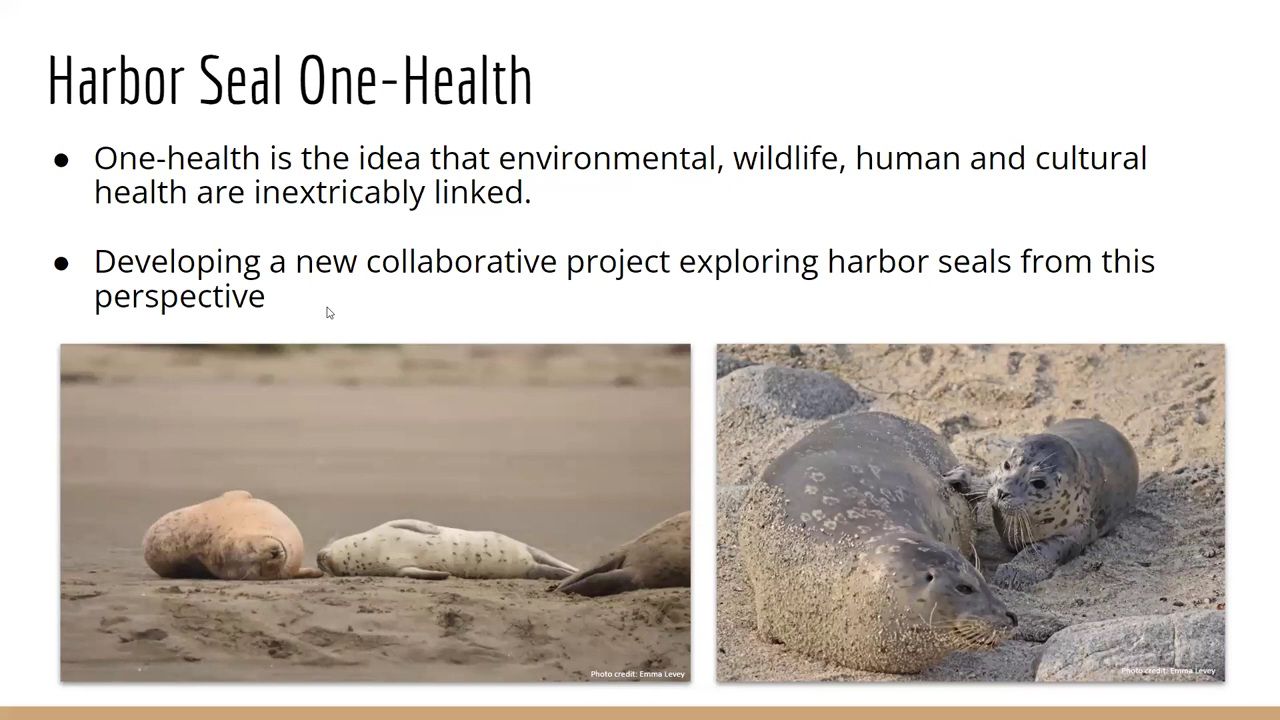 Harbor Seal One-Health
● One-health is the idea that environmental, wildlife, human and cultural
health are inextricably linked.
● Developing a new collaborative project exploring harbor seals from this
perspective
Photo credit: Emma Levey
Photo credit: Emma Levey